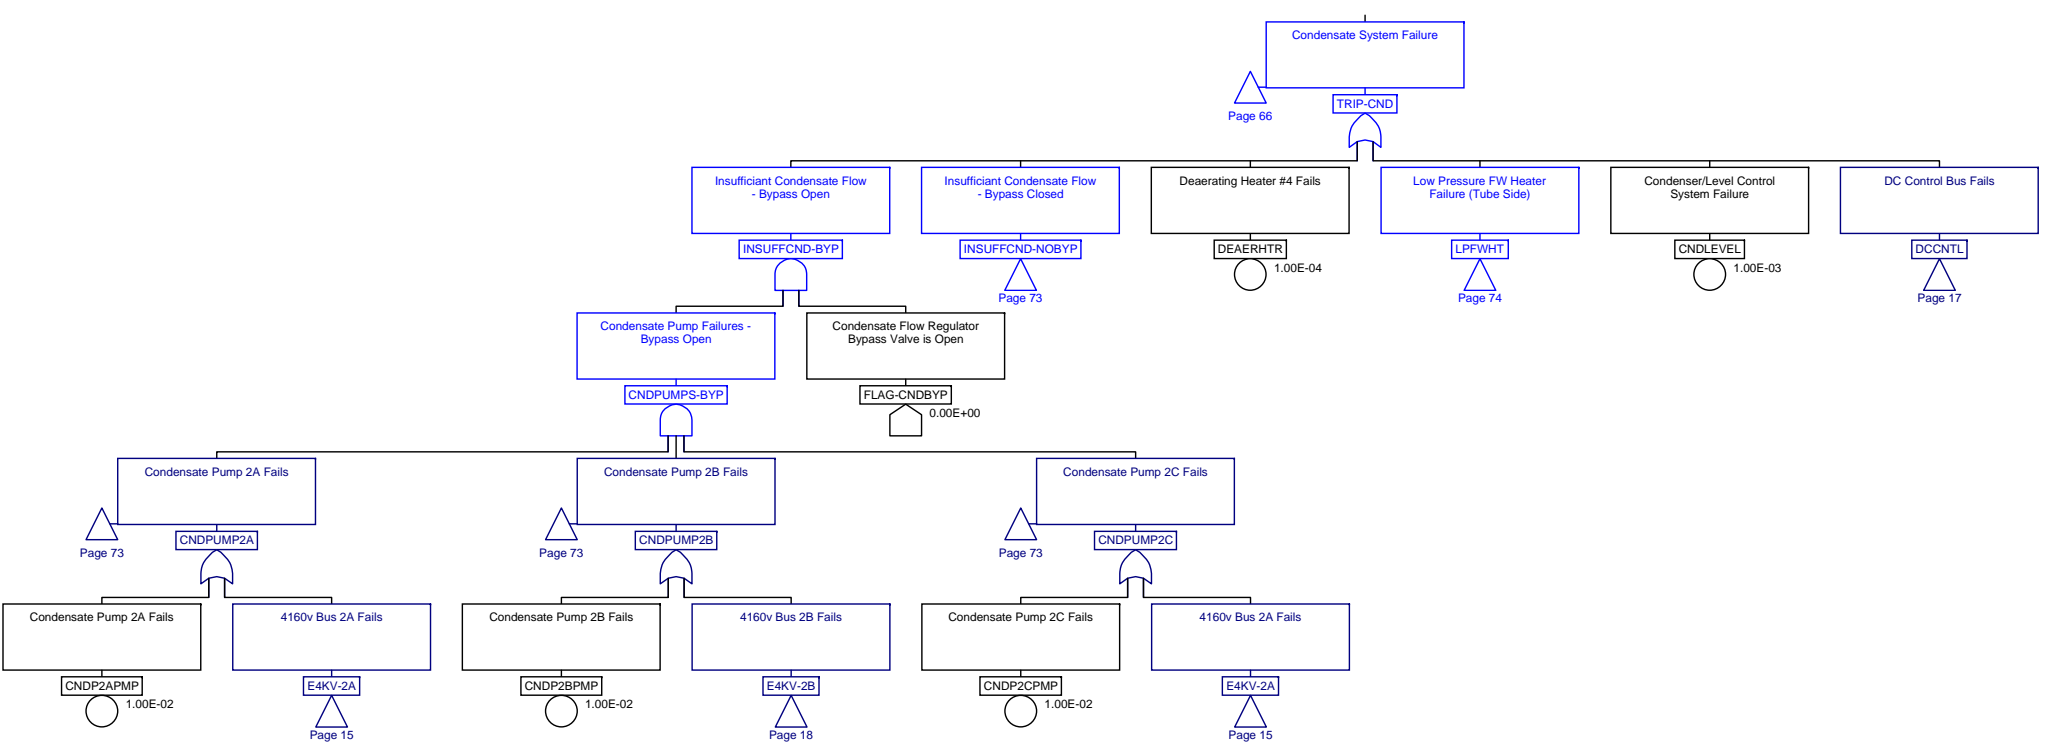 Condensate System Failure
Page 66
TRIP-CND
Insufficiant Condensate Flow
- Bypass Open
INSUFFCND-BYP
Insufficiant Condensate Flow
- Bypass Closed
INSUFFCND-NOBYP
Page 73
Deaerating Heater #4 Fails
DEAERHTR
1.00E-04
Low Pressure FW Heater
Failure (Tube Side)
LPFWHT
Page 74
Condenser/Level Control
System Failure
CNDLEVEL
1.00E-03
DC Control Bus Fails
DCCNTL
Page 17
Condensate Pump Failures -
Bypass Open
CNDPUMPS-BYP
Condensate Flow Regulator
Bypass Valve is Open
FLAG-CNDBYP
0.00E+00
Condensate Pump 2A Fails
Page 73
CNDPUMP2A
Condensate Pump 2B Fails
Page 73
CNDPUMP2B
Condensate Pump 2C Fails
Page 73
CNDPUMP2C
Condensate Pump 2A Fails
CNDP2APMP
1.00E-02
4160v Bus 2A Fails
E4KV-2A
Page 15
Condensate Pump 2B Fails
CNDP2BPMP
1.00E-02
4160v Bus 2B Fails
E4KV-2B
Page 18
Condensate Pump 2C Fails
CNDP2CPMP
1.00E-02
4160v Bus 2A Fails
E4KV-2A
Page 15